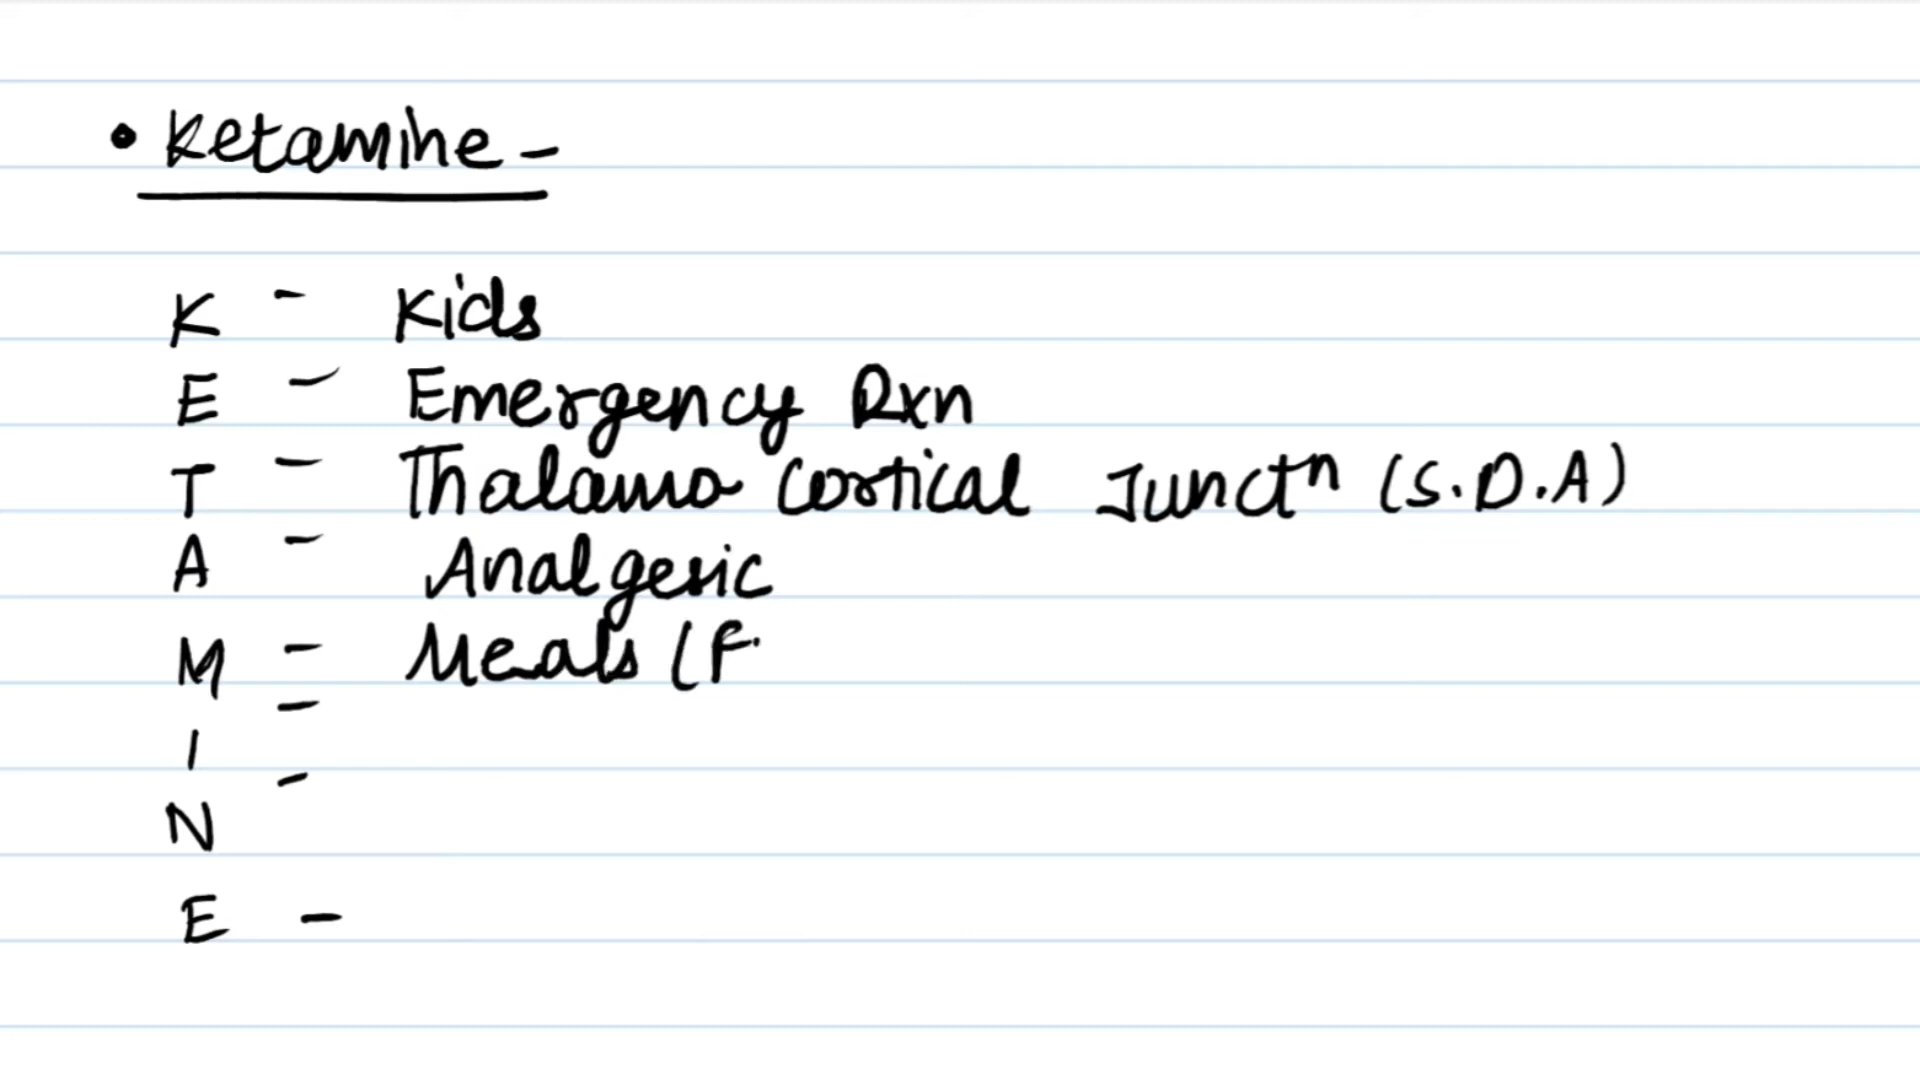 • Ketamine -
K - Kids
E - Emergency Rxn
T - Thalamo Cortical Junctn (S.D.A)
A - Analgesic
M - Meals (F
I -
N -
E -